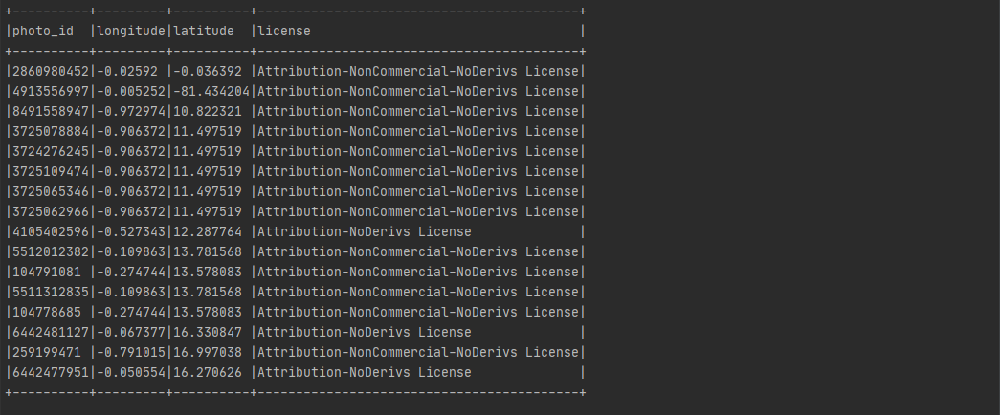 +----------+---------+----------+------------------------------------------+
|photo_id  |longitude|latitude  |license                                   |
+----------+---------+----------+------------------------------------------+
|2860980452|-0.02592 |-0.036392 |Attribution-NonCommercial-NoDerivs License|
|4913556997|-0.005252|-81.434204|Attribution-NonCommercial-NoDerivs License|
|8491558947|-0.972974|10.822321 |Attribution-NonCommercial-NoDerivs License|
|3725078884|-0.906372|11.497519 |Attribution-NonCommercial-NoDerivs License|
|3724276245|-0.906372|11.497519 |Attribution-NonCommercial-NoDerivs License|
|3725109474|-0.906372|11.497519 |Attribution-NonCommercial-NoDerivs License|
|3725065346|-0.906372|11.497519 |Attribution-NonCommercial-NoDerivs License|
|3725062966|-0.906372|11.497519 |Attribution-NonCommercial-NoDerivs License|
|4105402596|-0.527343|12.287764 |Attribution-NoDerivs License              |
|5512012382|-0.109863|13.781568 |Attribution-NonCommercial-NoDerivs License|
|104791081 |-0.274744|13.578083 |Attribution-NonCommercial-NoDerivs License|
|5511312835|-0.109863|13.781568 |Attribution-NonCommercial-NoDerivs License|
|104778685 |-0.274744|13.578083 |Attribution-NonCommercial-NoDerivs License|
|6442481127|-0.067377|16.330847 |Attribution-NoDerivs License              |
|259199471 |-0.791015|16.997038 |Attribution-NonCommercial-NoDerivs License|
|6442477951|-0.050554|16.270626 |Attribution-NoDerivs License              |
+----------+---------+----------+------------------------------------------+